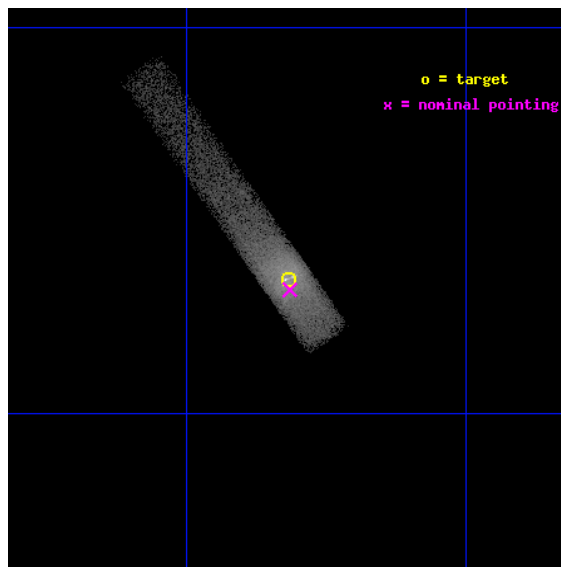 o = target
x = nominal pointing